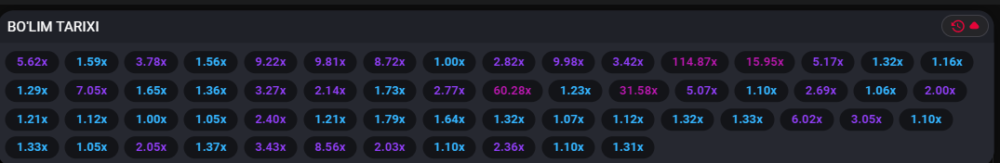 BO'LIM TARIXI
5.62x 1.59x 3.78x 1.56x 9.22x 9.81x 8.72x 1.00x 2.82x 9.98x 3.42x 114.87x 15.95x 5.17x 1.32x 1.16x
1.29x 7.05x 1.65x 1.36x 3.27x 2.14x 1.73x 2.77x 60.28x 1.23x 31.58x 5.07x 1.10x 2.69x 1.06x 2.00x
1.21x 1.12x 1.00x 1.05x 2.40x 1.21x 1.79x 1.64x 1.32x 1.07x 1.12x 1.32x 1.33x 6.02x 3.05x 1.10x
1.33x 1.05x 2.05x 1.37x 3.43x 8.56x 2.03x 1.10x 2.36x 1.10x 1.31x